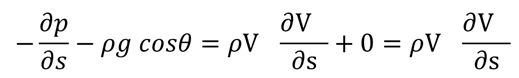 −∂p/∂s − ρg cosθ = ρV ∂V/∂s + 0 = ρV ∂V/∂s